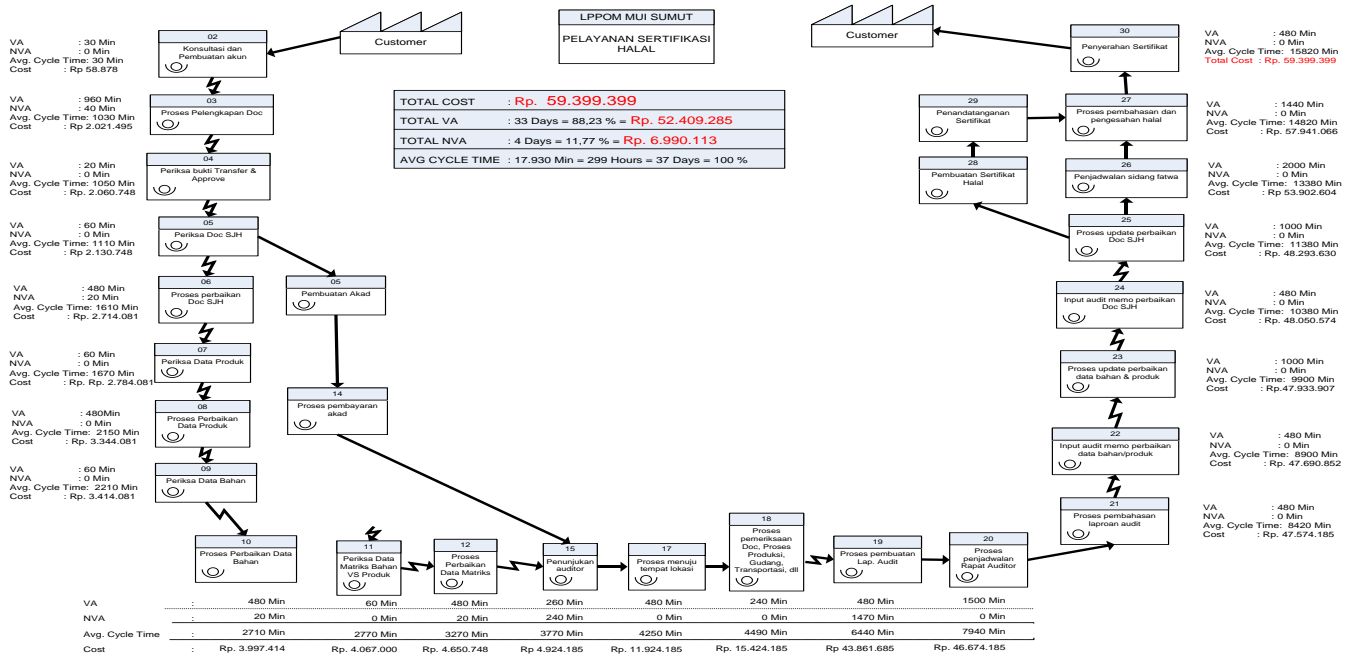 LPPOM MUI SUMUT
PELAYANAN SERTIFIKASI
HALAL
Customer
Customer
TOTAL COST : Rp. 59.399.399
TOTAL VA : 33 Days = 88,23 % = Rp. 52.409.285
TOTAL NVA : 4 Days = 11,77 % = Rp. 6.990.113
AVG CYCLE TIME : 17.930 Min = 299 Hours = 37 Days = 100 %
VA : 30 Min
NVA : 0 Min
Avg. Cycle Time: 30 Min
Cost : Rp 58.878
02
Konsultasi dan
Pembuatan akun
VA : 960 Min
NVA : 40 Min
Avg. Cycle Time: 1030 Min
Cost : Rp 2.021.495
03
Proses Pelengkapan Doc
VA : 20 Min
NVA : 0 Min
Avg. Cycle Time: 1050 Min
Cost : Rp. 2.060.748
04
Periksa bukti Transfer &
Approve
VA : 60 Min
NVA : 0 Min
Avg. Cycle Time: 1110 Min
Cost : Rp 2.130.748
05
Periksa Doc SJH
VA : 480 Min
NVA : 20 Min
Avg. Cycle Time: 1610 Min
Cost : Rp. 2.714.081
06
Proses perbaikan
Doc SJH
05
Pembuatan Akad
VA : 60 Min
NVA : 0 Min
Avg. Cycle Time: 1670 Min
Cost : Rp. Rp. 2.784.081
07
Periksa Data Produk
VA : 480Min
NVA : 0 Min
Avg. Cycle Time: 2150 Min
Cost : Rp. 3.344.081
08
Proses Perbaikan
Data Produk
14
Proses pembayaran
akad
VA : 60 Min
NVA : 0 Min
Avg. Cycle Time: 2210 Min
Cost : Rp. 3.414.081
09
Periksa Data Bahan
10
Proses Perbaikan Data
Bahan
11
Periksa Data
Matriks Bahan
VS Produk
12
Proses
Perbaikan
Data Matriks
15
Penunjukan
auditor
17
Proses menuju
tempat lokasi
18
Proses
pemeriksaan
Doc, Proses
Produksi,
Gudang,
Transportasi, dll
19
Proses pembuatan
Lap. Audit
20
Proses
penjadwalan
Rapat Auditor
VA : 480 Min 60 Min 480 Min 260 Min 480 Min 240 Min 480 Min 1500 Min
NVA : 20 Min 0 Min 20 Min 240 Min 0 Min 0 Min 1470 Min 0 Min
Avg. Cycle Time : 2710 Min 2770 Min 3270 Min 3770 Min 4250 Min 4490 Min 6440 Min 7940 Min
Cost : Rp. 3.997.414 Rp. 4.067.000 Rp. 4.650.748 Rp. 4.924.185 Rp. 11.924.185 Rp. 15.424.185 Rp. 43.861.685 Rp. 46.674.185
30
Penyerahan Sertifikat
VA : 480 Min
NVA : 0 Min
Avg. Cycle Time: 15820 Min
Total Cost : Rp. 59.399.399
29
Penandatanganan
Sertifikat
27
Proses pembahasan dan
pengesahan halal
VA : 1440 Min
NVA : 0 Min
Avg. Cycle Time: 14820 Min
Cost : Rp. 57.941.066
28
Pembuatan Sertifikat
Halal
26
Penjadwalan sidang fatwa
VA : 2000 Min
NVA : 0 Min
Avg. Cycle Time: 13380 Min
Cost : Rp 53.902.604
25
Proses update perbaikan
Doc SJH
VA : 1000 Min
NVA : 0 Min
Avg. Cycle Time: 11380 Min
Cost : Rp. 48.293.630
24
Input audit memo perbaikan
Doc SJH
VA : 480 Min
NVA : 0 Min
Avg. Cycle Time: 10380 Min
Cost : Rp. 48.050.574
23
Proses update perbaikan
data bahan & produk
VA : 1000 Min
NVA : 0 Min
Avg. Cycle Time: 9900 Min
Cost : Rp.47.933.907
22
Input audit memo perbaikan
data bahan/produk
VA : 480 Min
NVA : 0 Min
Avg. Cycle Time: 8900 Min
Cost : Rp. 47.690.852
21
Proses pembahasan
laproan audit
VA : 480 Min
NVA : 0 Min
Avg. Cycle Time: 8420 Min
Cost : Rp. 47.574.185